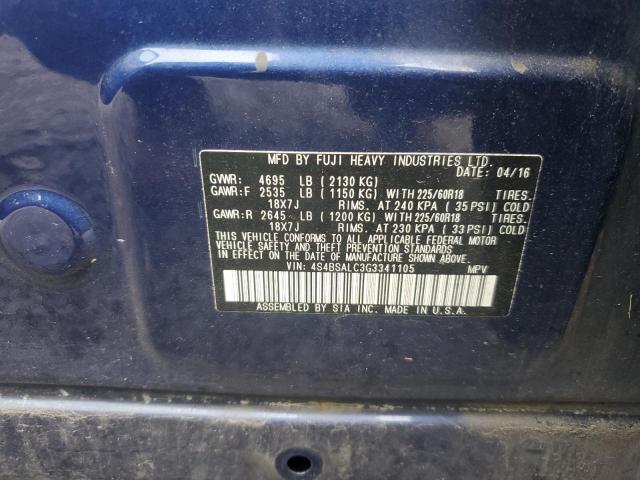 MFD BY FUJI HEAVY INDUSTRIES LTD.
DATE: 04/16
GVWR: 4695 LB (2130 KG)
GAWR:F 2535 LB (1150 KG) WITH 225/60R18 TIRES.
18X7J RIMS. AT 240 KPA (35 PSI) COLD
GAWR:R 2645 LB (1200 KG) WITH 225/60R18 TIRES.
18X7J RIMS. AT 230 KPA (33 PSI) COLD
THIS VEHICLE CONFORMS TO ALL APPLICABLE FEDERAL MOTOR
VEHICLE SAFETY AND THEFT PREVENTION STANDARDS
IN EFFECT ON THE DATE OF MANUFACTURE SHOWN ABOVE.
VIN: 4S4BSALC3G3341105 MPV
ASSEMBLED BY SIA INC. MADE IN U.S.A.